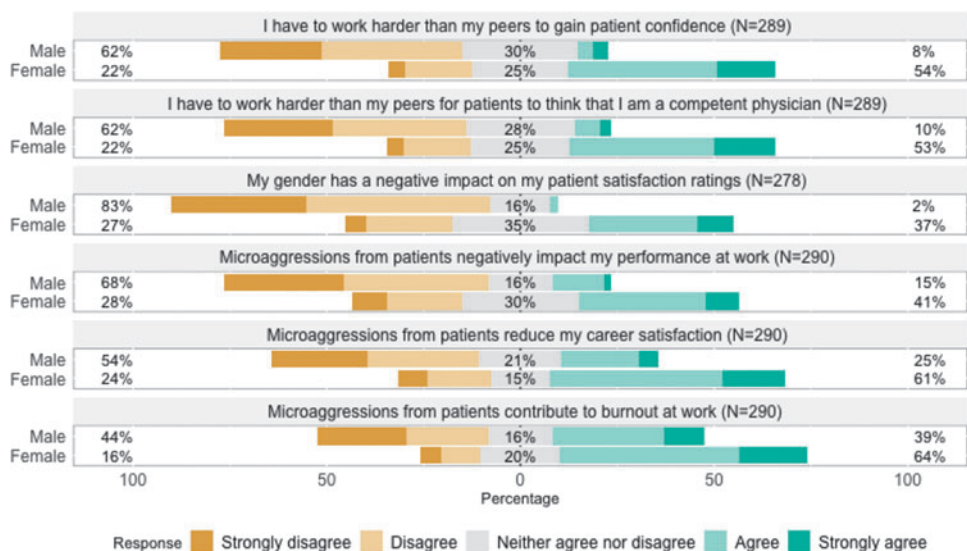 I have to work harder than my peers to gain patient confidence (N=289)
Male 62% 30% 8%
Female 22% 25% 54%
I have to work harder than my peers for patients to think that I am a competent physician (N=289)
Male 62% 28% 10%
Female 22% 25% 53%
My gender has a negative impact on my patient satisfaction ratings (N=278)
Male 83% 16% 2%
Female 27% 35% 37%
Microaggressions from patients negatively impact my performance at work (N=290)
Male 68% 16% 15%
Female 28% 30% 41%
Microaggressions from patients reduce my career satisfaction (N=290)
Male 54% 21% 25%
Female 24% 15% 61%
Microaggressions from patients contribute to burnout at work (N=290)
Male 44% 16% 39%
Female 16% 20% 64%
100 50 0 50 100
Percentage
Response Strongly disagree Disagree Neither agree nor disagree Agree Strongly agree